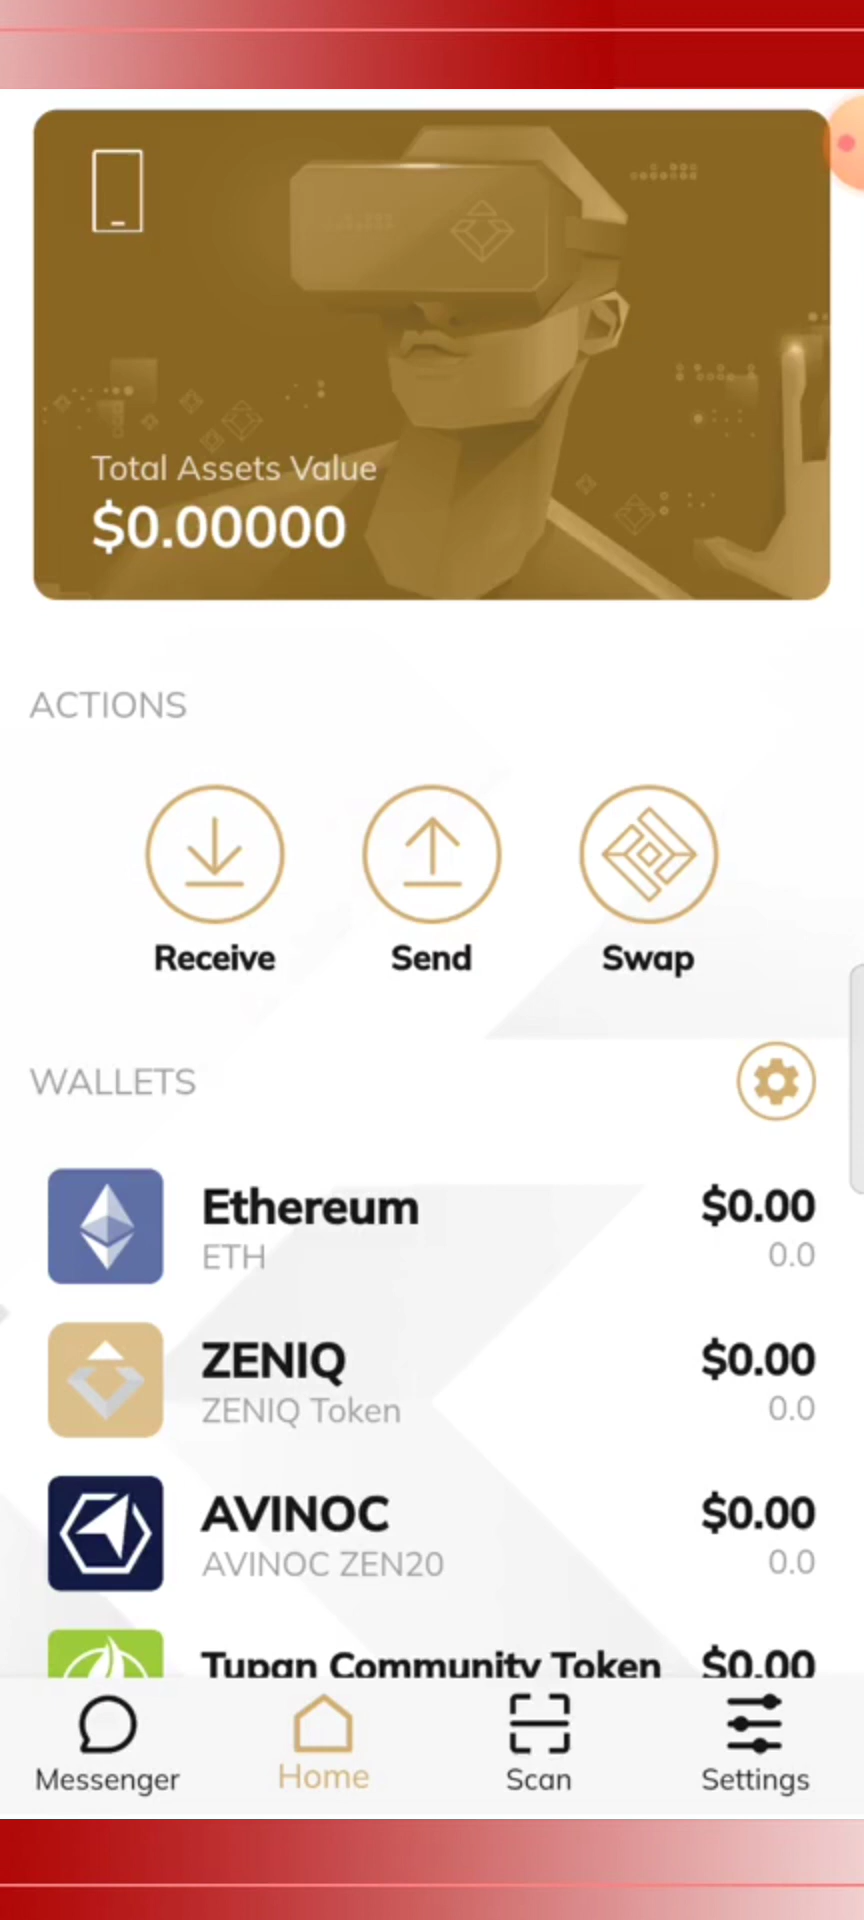 Total Assets Value
$0.00000
ACTIONS
Receive Send Swap
WALLETS
Ethereum $0.00
ETH 0.0
ZENIQ $0.00
ZENIQ Token 0.0
AVINOC $0.00
AVINOC ZEN20 0.0
Tupan Community Token $0.00
Messenger Home Scan Settings